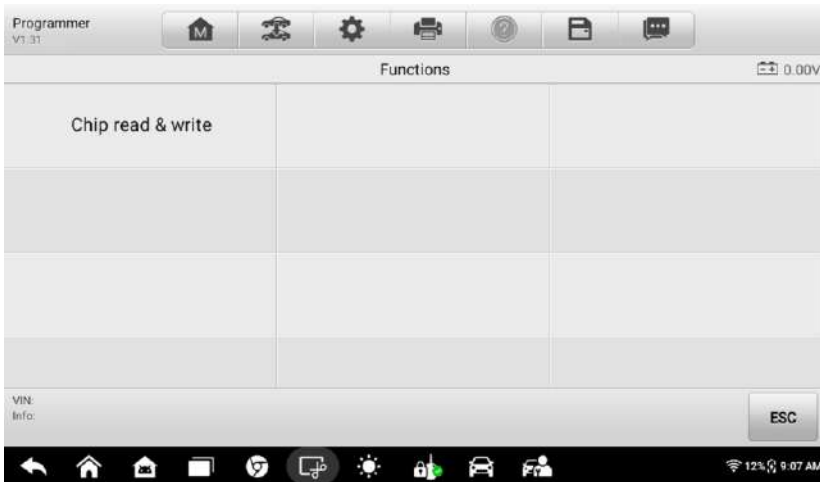 Programmer
V1.31
M
Functions
0.00V
Chip read & write
VIN:
Info:
ESC
12% 9:07 AM